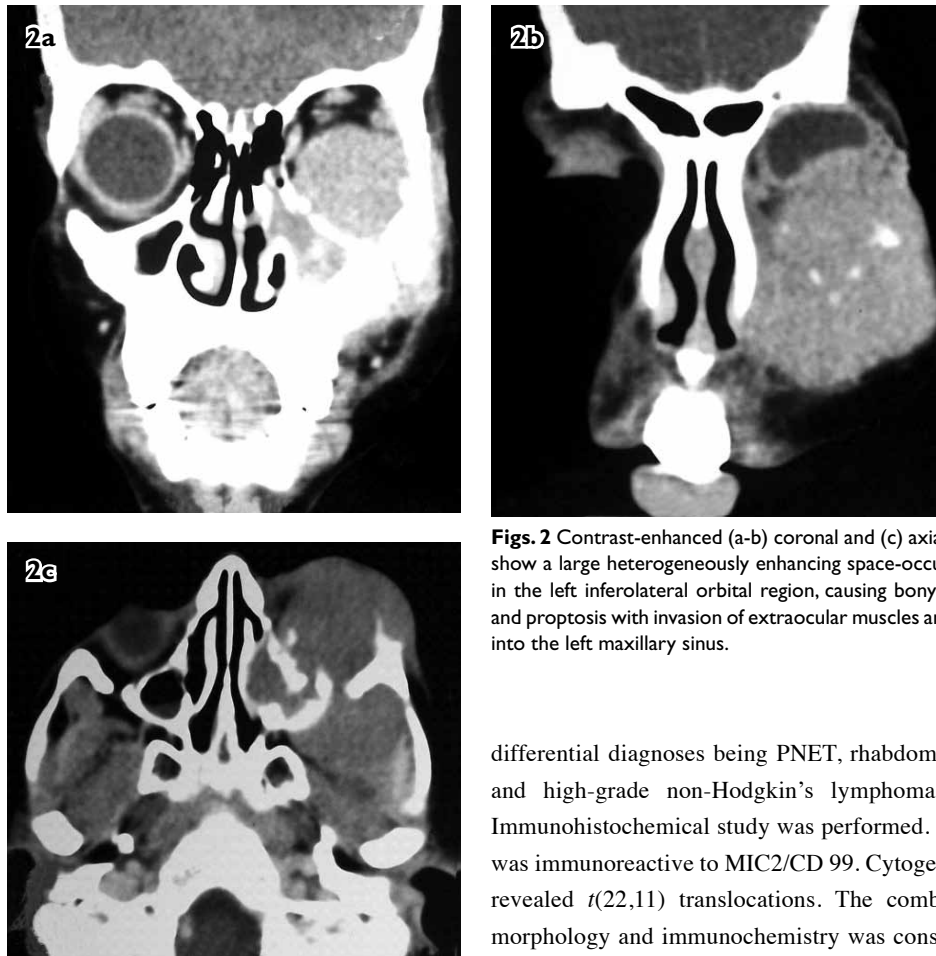 2a
2b
2c
Figs. 2 Contrast-enhanced (a-b) coronal and (c) axia
show a large heterogeneously enhancing space-occu
in the left inferolateral orbital region, causing bony
and proptosis with invasion of extraocular muscles a
into the left maxillary sinus.
differential diagnoses being PNET, rhabdom
and high-grade non-Hodgkin’s lymphoma
Immunohistochemical study was performed.
was immunoreactive to MIC2/CD 99. Cytoge
revealed t(22,11) translocations. The comb
morphology and immunochemistry was cons